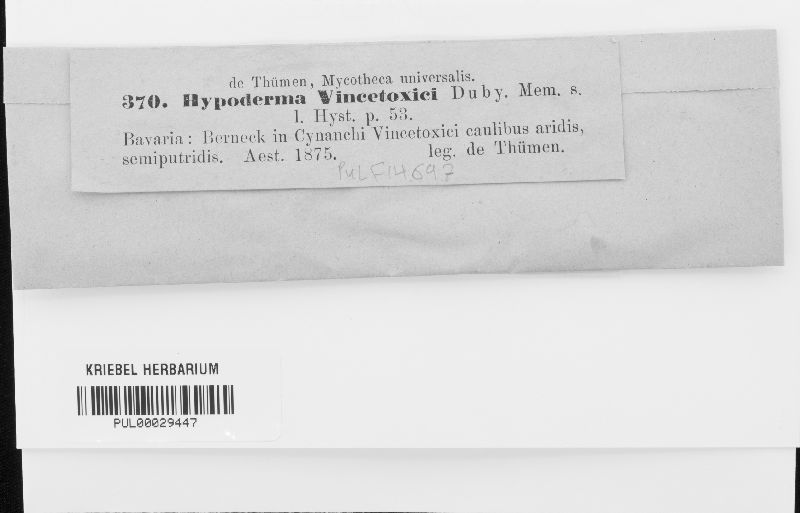 de Thümen, Mycotheca universalis.
370. Hypoderma Vincetoxici Duby. Mem. s.
l. Hyst. p. 53.
Bavaria: Berneck in Cynanchi Vincetoxici caulibus aridis,
semiputridis. Aest. 1875. leg. de Thümen.
PULF14697
KRIEBEL HERBARIUM
PUL00029447